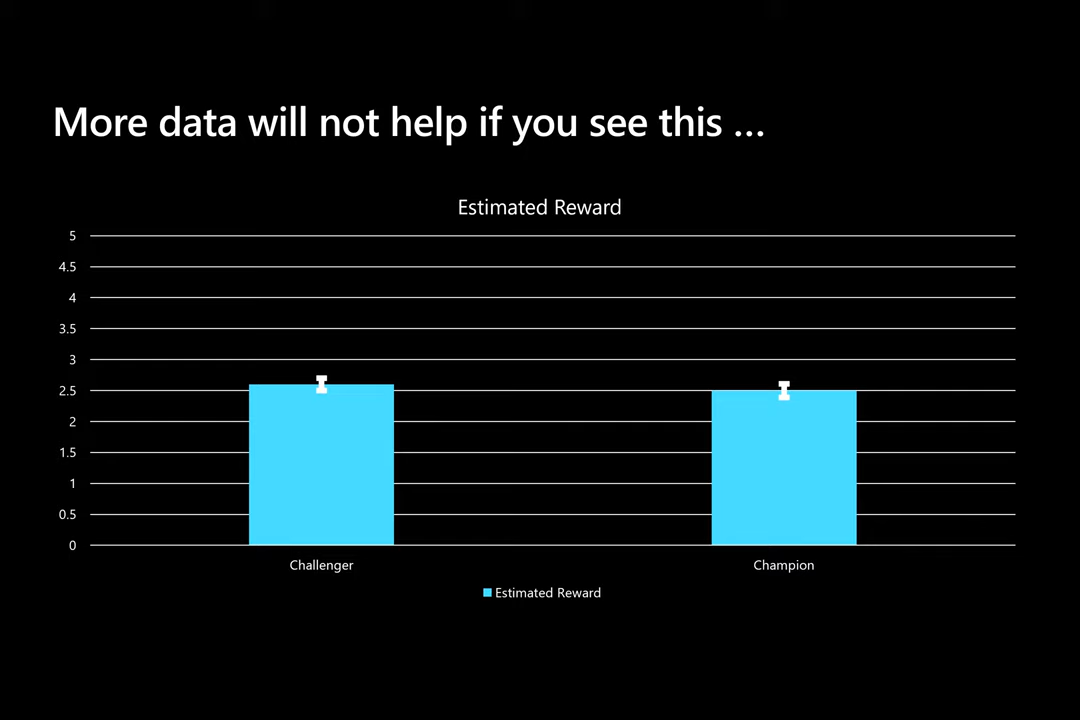 More data will not help if you see this ...
Estimated Reward
5
4.5
4
3.5
3
2.5
2
1.5
1
0.5
0
Challenger Champion
Estimated Reward